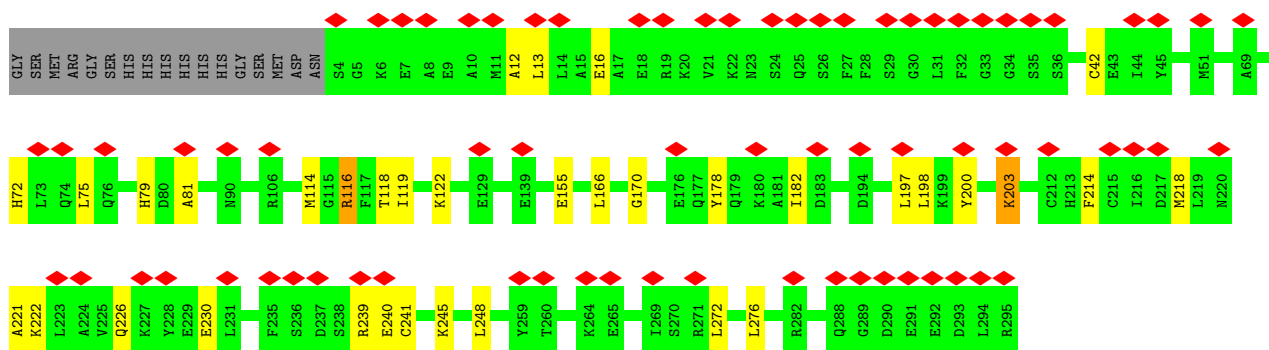 GLY SER MET ARG GLY SER HIS HIS HIS HIS HIS HIS GLY SER MET ASP ASN S4 G5 K6 E7 A8 E9 A10 M11 A12 L13 L14 A15 E16 A17 E18 R19 K20 V21 K22 N23 S24 Q25 S26 F27 F28 S29 G30 L31 F32 G33 G34 S35 S36 C42 E43 I44 Y45 M51 A69
H72 L73 Q74 L75 Q76 H79 D80 A81 N90 R106 M114 G115 R116 F117 T118 I119 K122 E129 E139 E155 L166 G170 E176 Q177 Y178 Q179 K180 A181 I182 D183 D194 L197 L198 K199 Y200 K203 C212 H213 F214 C215 I216 D217 M218 L219 N220
A221 K222 L223 A224 V225 Q226 K227 Y228 E229 E230 L231 F235 S236 D237 S238 R239 E240 C241 K245 L248 Y259 T260 K264 E265 I269 S270 R271 L272 L276 R282 Q288 G289 D290 E291 E292 D293 L294 R295